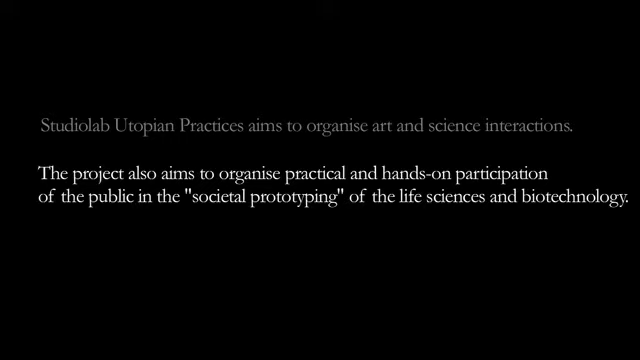 Studiolab Utopian Practices aims to organise art and science interactions.
The project also aims to organise practical and hands-on participation
of the public in the "societal prototyping" of the life sciences and biotechnology.